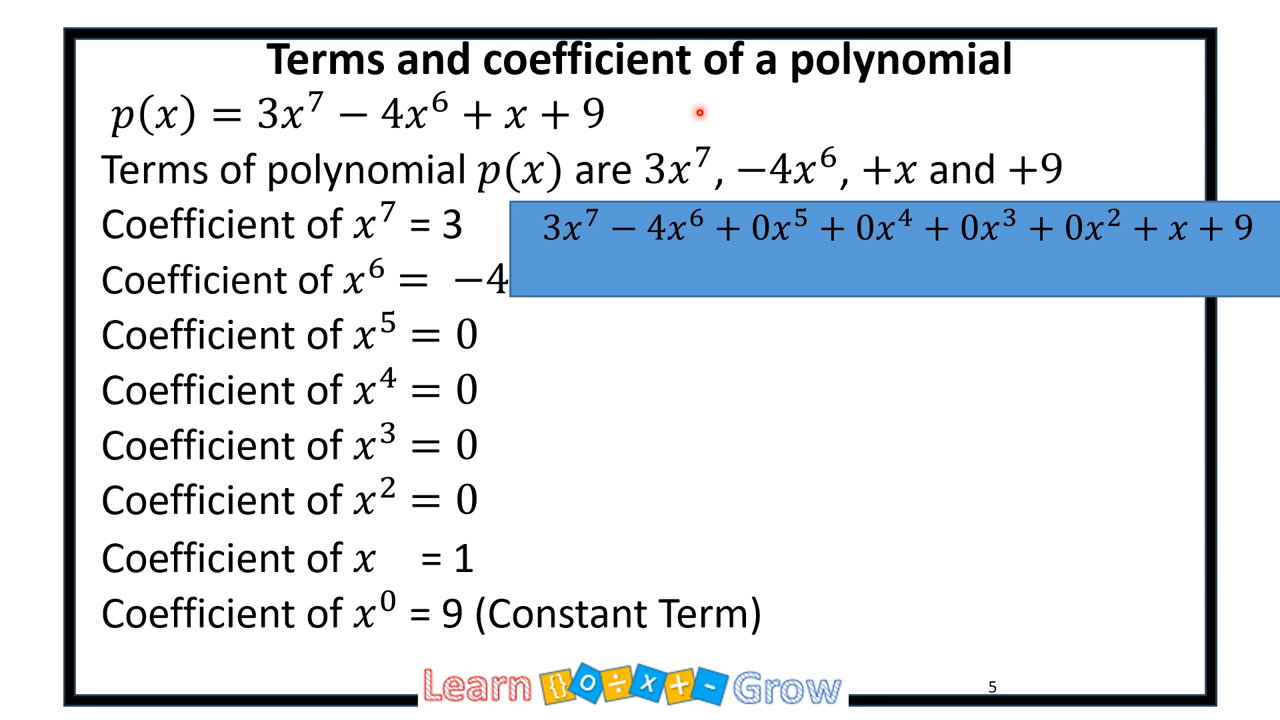 Terms and coefficient of a polynomial
p(x) = 3x⁷ − 4x⁶ + x + 9
Terms of polynomial p(x) are 3x⁷, −4x⁶, +x and +9
Coefficient of x⁷ = 3
3x⁷ − 4x⁶ + 0x⁵ + 0x⁴ + 0x³ + 0x² + x + 9
Coefficient of x⁶ = −4
Coefficient of x⁵ = 0
Coefficient of x⁴ = 0
Coefficient of x³ = 0
Coefficient of x² = 0
Coefficient of x = 1
Coefficient of x⁰ = 9 (Constant Term)
Learn {} O ÷ x + − Grow
5